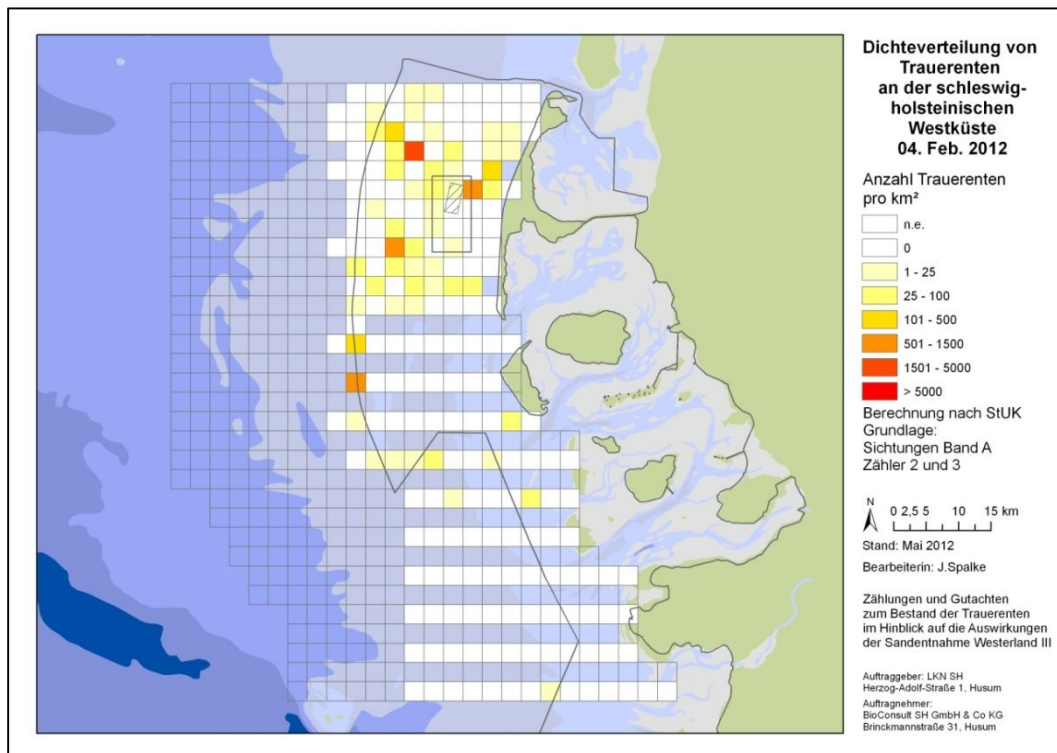 Dichteverteilung von
Trauerenten
an der schleswig-
holsteinischen
Westküste
04. Feb. 2012
Anzahl Trauerenten
pro km²
n.e.
0
1 - 25
25 - 100
101 - 500
501 - 1500
1501 - 5000
> 5000
Berechnung nach StUK
Grundlage:
Sichtungen Band A
Zähler 2 und 3
N
0 2,5 5 10 15 km
Stand: Mai 2012
Bearbeiterin: J.Spalke
Zählungen und Gutachten
zum Bestand der Trauerenten
im Hinblick auf die Auswirkungen
der Sandentnahme Westerland III
Auftraggeber: LKN SH
Herzog-Adolf-Straße 1, Husum
Auftragnehmer:
BioConsult SH GmbH & Co KG
Brinckmannstraße 31, Husum